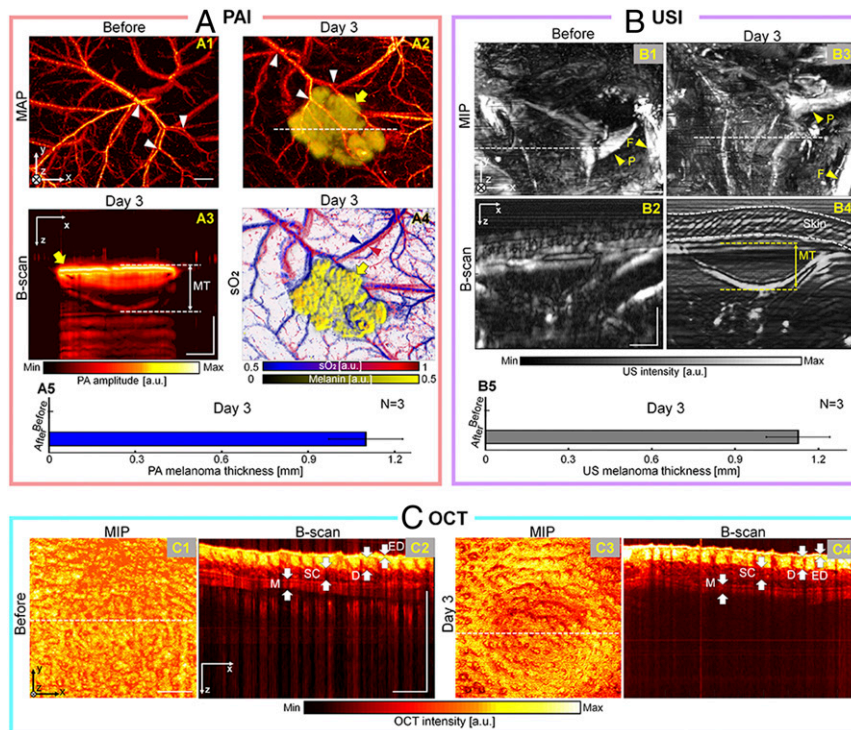 A PAI
Before
Day 3
A1
A2
MAP
y
z
x
Day 3
Day 3
A3
x
z
MT
A4
B-scan
sO₂
Min
Max
PA amplitude [a.u.]
0.5
sO₂ [a.u.]
1
0
Melanin [a.u.]
0.5
A5
Day 3
N=3
Before
After
0
0.3
0.6
0.9
1.2
PA melanoma thickness [mm]
B USI
Before
Day 3
B1
B3
MIP
F
P
P
F
y
z
x
B2
x
z
B4
Skin
MT
B-scan
Min
Max
US intensity [a.u.]
B5
Day 3
N=3
Before
After
0
0.3
0.6
0.9
1.2
US melanoma thickness [mm]
C OCT
MIP
B-scan
MIP
B-scan
Before
C1
y
z
x
C2
ED
SC
D
M
x
z
Day 3
C3
C4
SC
D
ED
M
Min
Max
OCT intensity [a.u.]